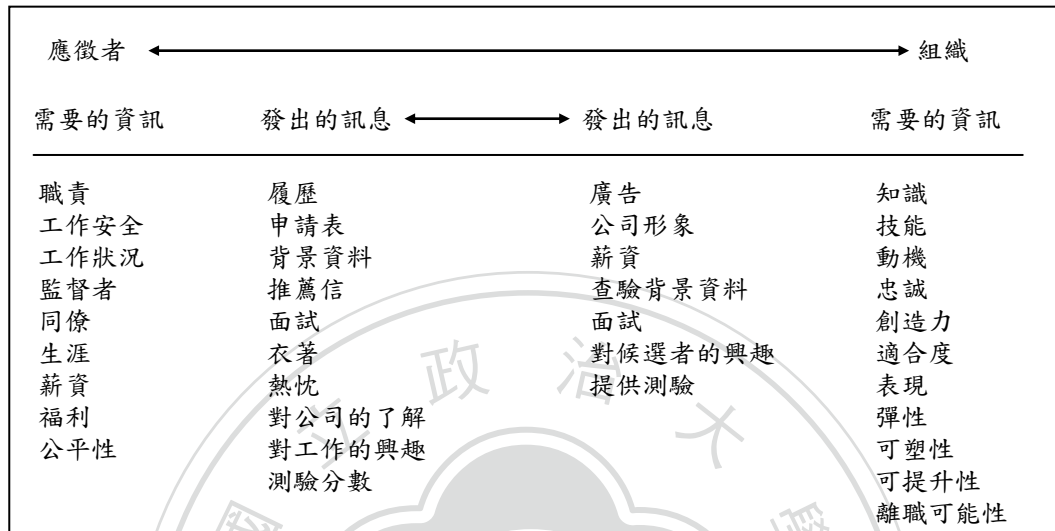 應徵者 組織
需要的資訊 發出的訊息 發出的訊息 需要的資訊
職責 履歷 廣告 知識
工作安全 申請表 公司形象 技能
工作狀況 背景資料 薪資 動機
監督者 推薦信 查驗背景資料 忠誠
同僚 面試 面試 創造力
生涯 衣著 對候選者的興趣 適合度
薪資 熱忱 提供測驗 表現
福利 對公司的了解 彈性
公平性 對工作的興趣 可塑性
測驗分數 可提升性
離職可能性
立 政 治 大
國 學